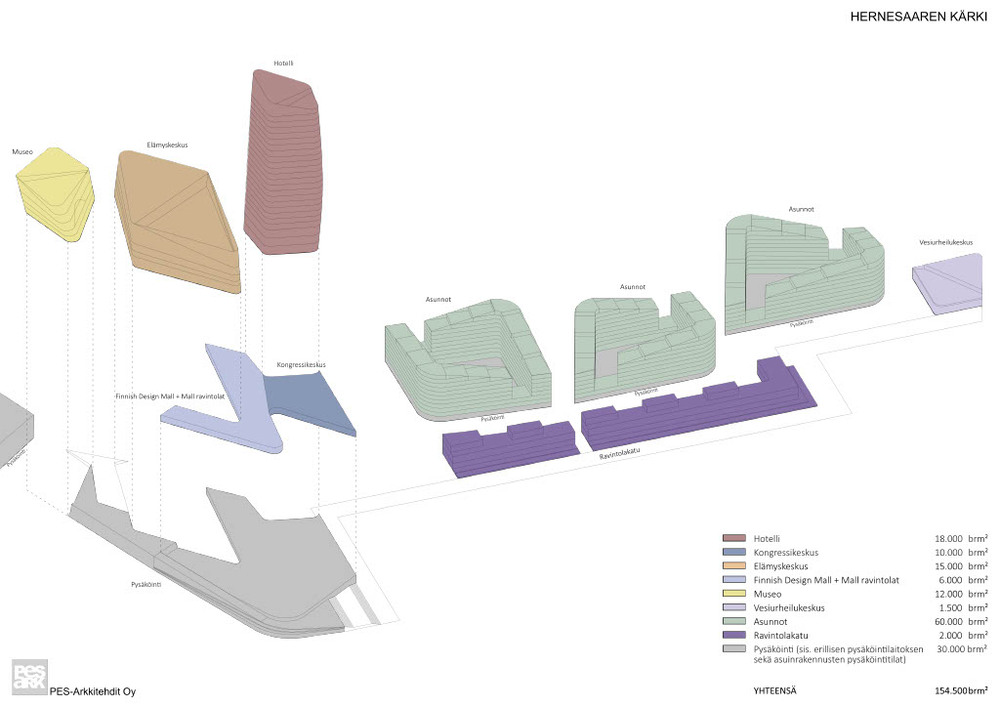 HERNESAAREN KÄRKI
Hotelli
Museo
Elämyskeskus
Asunnot
Vesiurheilukeskus
Asunnot
Asunnot
Pysäköinti
Kongressikeskus
Finnish Design Mall + Mall ravintolat
Pysäköinti
Pysäköinti
Ravintolakatu
Pysäköinti
Pysäköinti
Hotelli 18.000 brm²
Kongressikeskus 10.000 brm²
Elämyskeskus 15.000 brm²
Finnish Design Mall + Mall ravintolat 6.000 brm²
Museo 12.000 brm²
Vesiurheilukeskus 1.500 brm²
Asunnot 60.000 brm²
Ravintolakatu 2.000 brm²
Pysäköinti (sis. erillisen pysäköintilaitoksen 30.000 brm²
sekä asuinrakennusten pysäköintitilat)
PES
ARK
PES-Arkkitehdit Oy
YHTEENSÄ 154.500 brm²